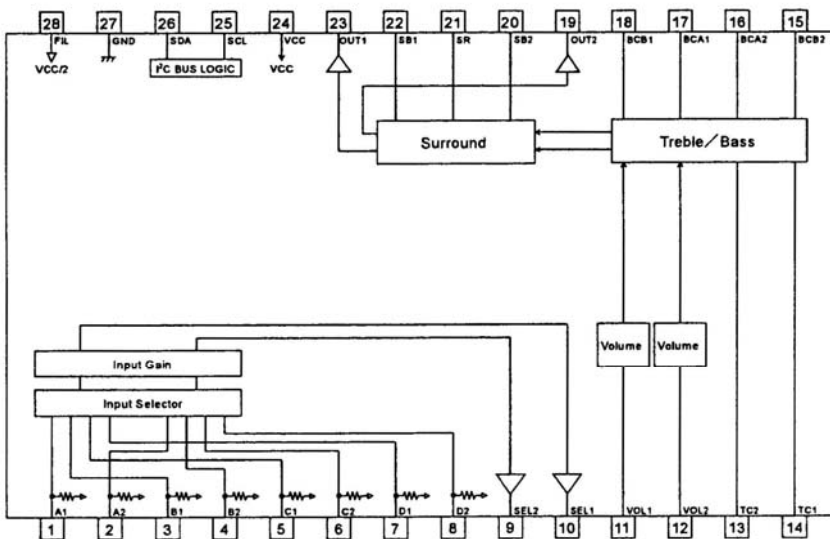 28 27 26 25 24 23 22 21 20 19 18 17 16 15
FIL GND SDA SCL VCC OUT1 SB1 SR SB2 OUT2 BCB1 BCA1 BCA2 BCB2
VCC/2 I²C BUS LOGIC VCC
Surround Treble/Bass
Volume Volume
Input Gain
Input Selector
A1 A2 B1 B2 C1 C2 D1 D2 SEL2 SEL1 VOL1 VOL2 TC2 TC1
1 2 3 4 5 6 7 8 9 10 11 12 13 14